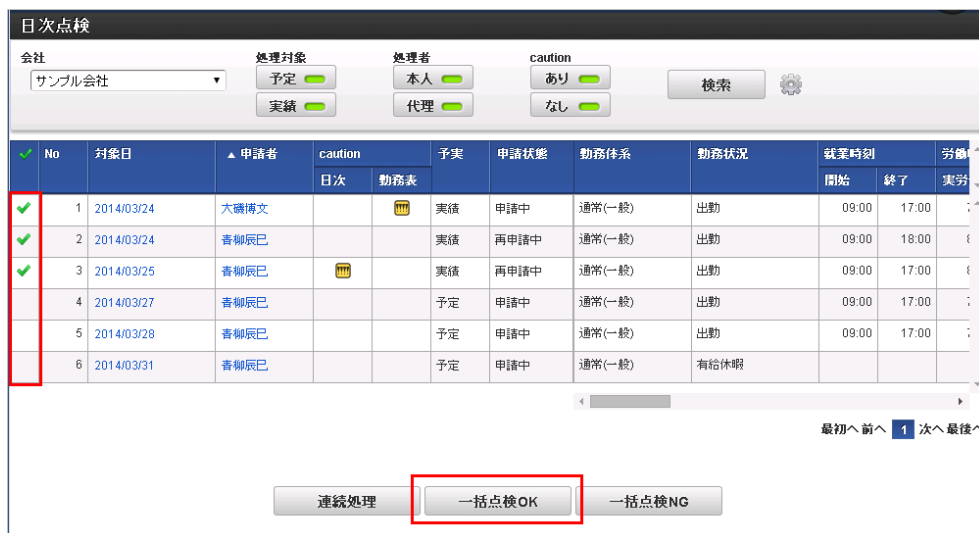 日次点検
会社 処理対象 処理者 caution
サンプル会社 予定 本人 あり 検索
実績 代理 なし
No 対象日 ▲ 申請者 caution 予実 申請状態 勤務体系 勤務状況 就業時刻
日次 勤務表 開始 終了
1 2014/03/24 大磯博文 実績 申請中 通常(一般) 出勤 09:00 17:00
2 2014/03/24 青柳辰巳 実績 再申請中 通常(一般) 出勤 09:00 18:00
3 2014/03/25 青柳辰巳 実績 再申請中 通常(一般) 出勤 09:00 17:00
4 2014/03/27 青柳辰巳 予定 申請中 通常(一般) 出勤 09:00 17:00
5 2014/03/28 青柳辰巳 予定 申請中 通常(一般) 出勤 09:00 17:00
6 2014/03/31 青柳辰巳 予定 申請中 通常(一般) 有給休暇
最初へ 前へ 1 次へ 最後へ
連続処理 一括点検OK 一括点検NG